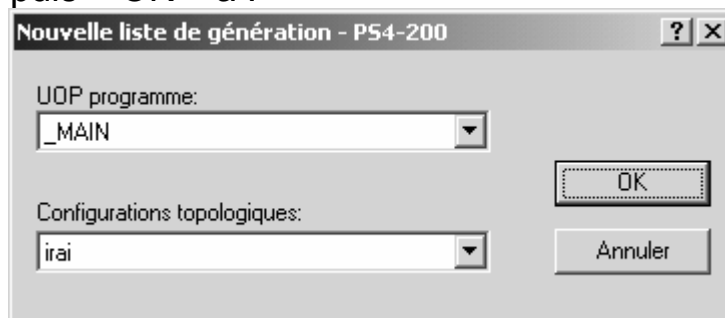 Nouvelle liste de génération - PS4-200
UOP programme:
_MAIN
OK
Configurations topologiques:
irai
Annuler